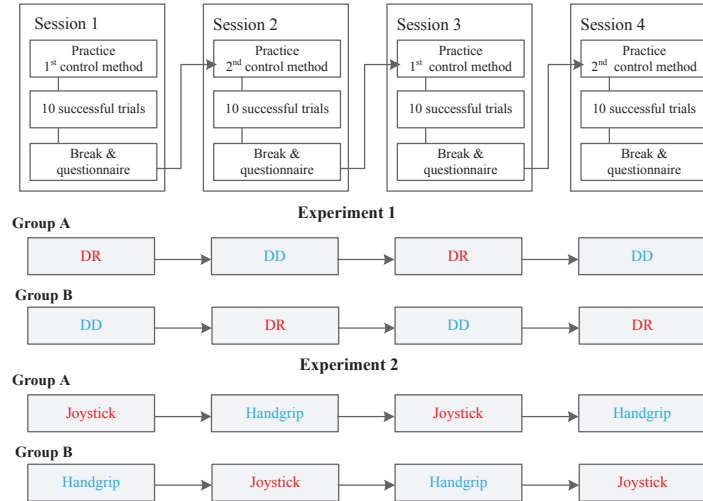 Session 1
Practice
1st control method
10 successful trials
Break &
questionnaire
Session 2
Practice
2nd control method
10 successful trials
Break &
questionnaire
Session 3
Practice
1st control method
10 successful trials
Break &
questionnaire
Session 4
Practice
2nd control method
10 successful trials
Break &
questionnaire
Experiment 1
Group A
DR
DD
DR
DD
Group B
DD
DR
DD
DR
Experiment 2
Group A
Joystick
Handgrip
Joystick
Handgrip
Group B
Handgrip
Joystick
Handgrip
Joystick